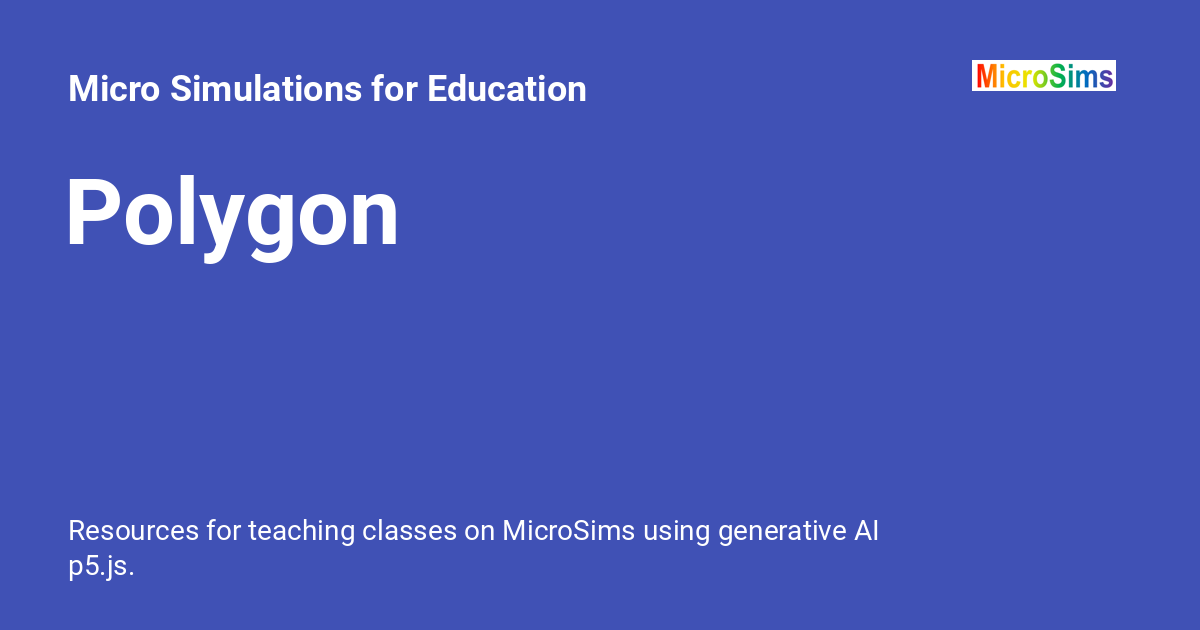 Micro Simulations for Education
MicroSims
Polygon
Resources for teaching classes on MicroSims using generative AI
p5.js.